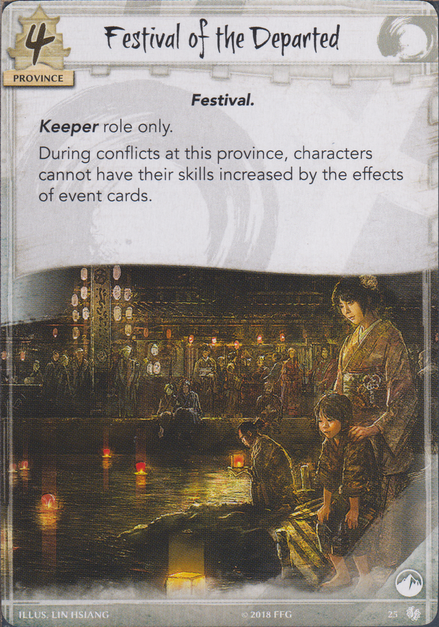 4
Festival of the Departed
PROVINCE
Festival.
Keeper role only.
During conflicts at this province, characters
cannot have their skills increased by the effects
of event cards.
ILLUS. LIN HSIANG
© 2018 FFG
25